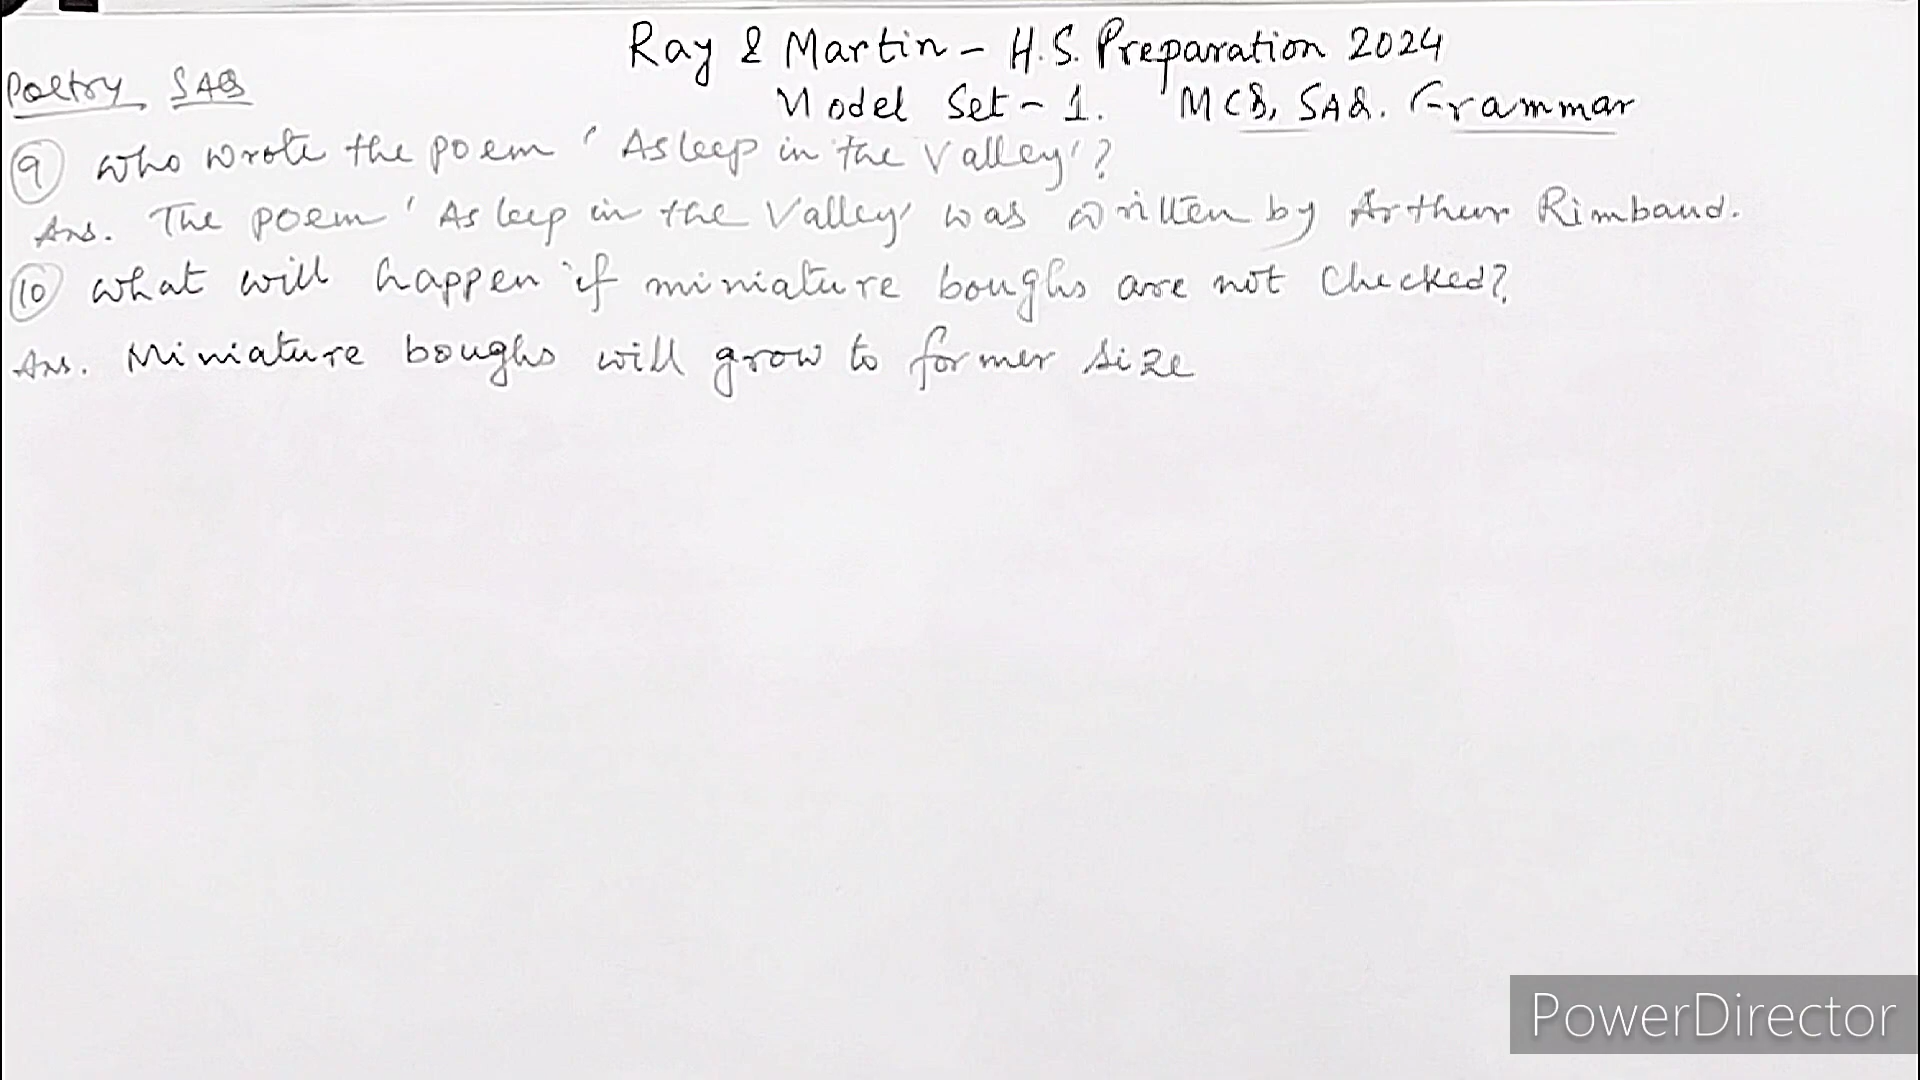 Ray & Martin - H.S. Preparation 2024
Poetry SAQ
Model Set - 1. MCQ, SAQ. Grammar
9 Who wrote the poem 'Asleep in the Valley'?
Ans. The poem 'Asleep in the Valley' was written by Arthur Rimbaud.
10 What will happen if miniature boughs are not checked?
Ans. Miniature boughs will grow to former size
PowerDirector